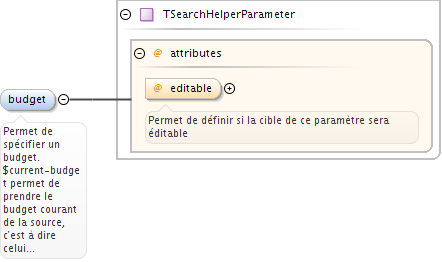 TSearchHelperParameter
@ attributes
@ editable
Permet de définir si la cible de ce paramètre sera
éditable
budget
Permet de
spécifier un
budget.
$current-budge
t permet de
prendre le
budget courant
de la source,
c'est à dire
celui...